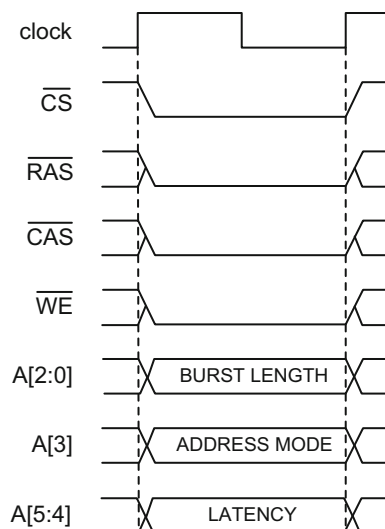 clock
CS
RAS
CAS
WE
A[2:0] BURST LENGTH
A[3] ADDRESS MODE
A[5:4] LATENCY